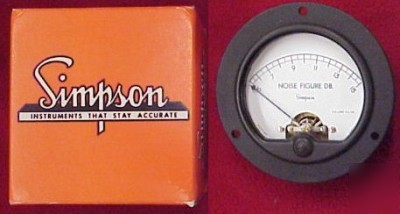 Simpson
INSTRUMENTS THAT STAY ACCURATE
NOISE FIGURE DB.
Simpson